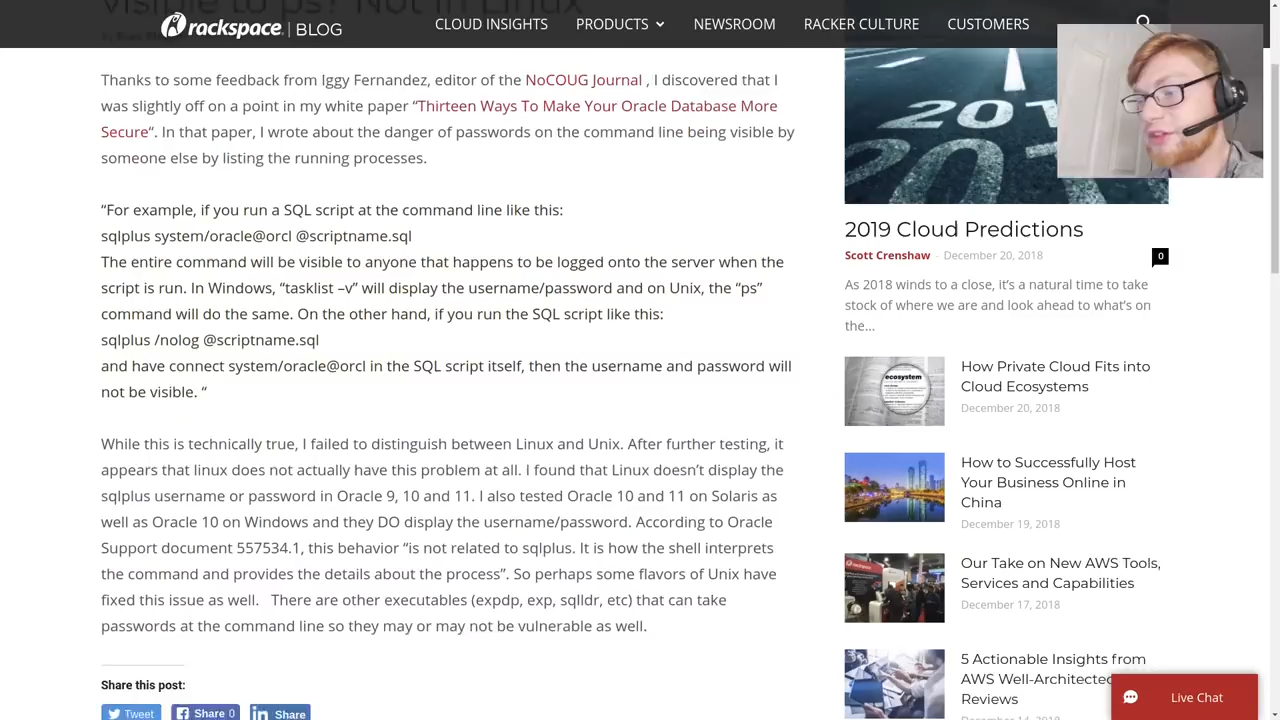 rackspace. BLOG
CLOUD INSIGHTS PRODUCTS NEWSROOM RACKER CULTURE CUSTOMERS
Thanks to some feedback from Iggy Fernandez, editor of the NoCOUG Journal , I discovered that I
was slightly off on a point in my white paper “Thirteen Ways To Make Your Oracle Database More
Secure“. In that paper, I wrote about the danger of passwords on the command line being visible by
someone else by listing the running processes.
“For example, if you run a SQL script at the command line like this:
sqlplus system/oracle@orcl @scriptname.sql
The entire command will be visible to anyone that happens to be logged onto the server when the
script is run. In Windows, “tasklist –v” will display the username/password and on Unix, the “ps”
command will do the same. On the other hand, if you run the SQL script like this:
sqlplus /nolog @scriptname.sql
and have connect system/oracle@orcl in the SQL script itself, then the username and password will
not be visible.
While this is technically true, I failed to distinguish between Linux and Unix. After further testing, it
appears that linux does not actually have this problem at all. I found that Linux doesn’t display the
sqlplus username or password in Oracle 9, 10 and 11. I also tested Oracle 10 and 11 on Solaris as
well as Oracle 10 on Windows and they DO display the username/password. According to Oracle
Support document 557534.1, this behavior “is not related to sqlplus. It is how the shell interprets
the command and provides the details about the process”. So perhaps some flavors of Unix have
fixed this issue as well. There are other executables (expdp, exp, sqlldr, etc) that can take
passwords at the command line so they may or may not be vulnerable as well.
Share this post:
Tweet Share 0 Share
2019 Cloud Predictions
Scott Crenshaw - December 20, 2018 0
As 2018 winds to a close, it’s a natural time to take
stock of where we are and look ahead to what’s on
the...
ecosystem
How Private Cloud Fits into
Cloud Ecosystems
December 20, 2018
How to Successfully Host
Your Business Online in
China
December 19, 2018
Our Take on New AWS Tools,
Services and Capabilities
December 17, 2018
5 Actionable Insights from
AWS Well-Architected
Reviews
Live Chat